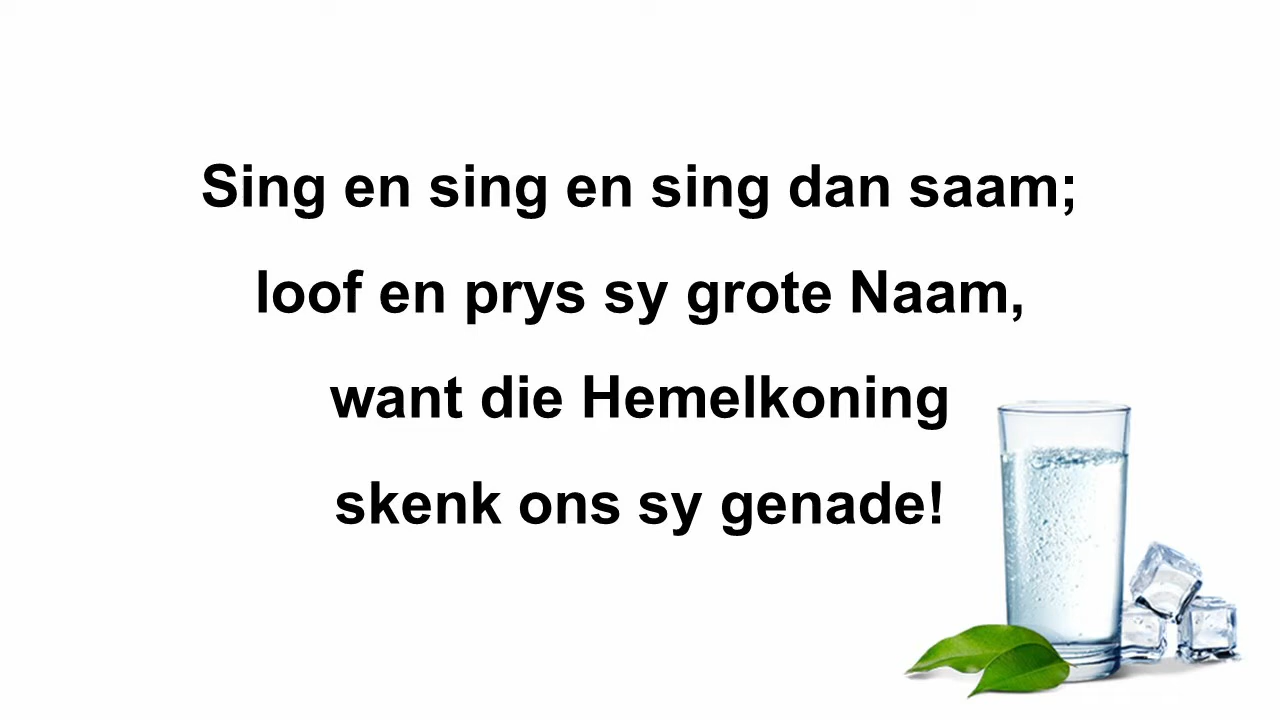 Sing en sing en sing dan saam;
loof en prys sy grote Naam,
want die Hemelkoning
skenk ons sy genade!